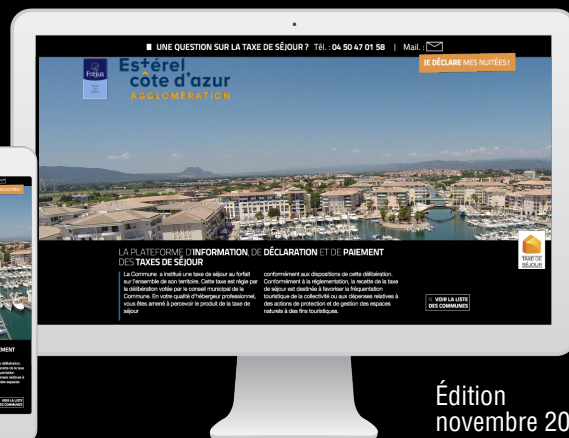 UNE QUESTION SUR LA TAXE DE SÉJOUR ? Tél. : 04 50 47 01 58 | Mail. :
JE DÉCLARE MES NUITÉES !
Fréjus
Estérel
côte d'azur
AGGLOMÉRATION
LA PLATEFORME D'INFORMATION, DE DÉCLARATION ET DE PAIEMENT
DES TAXES DE SÉJOUR
La Commune a institué une taxe de séjour au forfait
sur l'ensemble de son territoire. Cette taxe est régie par
la délibération votée par le conseil municipal de la
Commune. En votre qualité d'hébergeur professionnel,
vous êtes amené à percevoir le produit de la taxe de
séjour
conformément aux dispositions de cette délibération.
Conformément à la réglementation, la recette de la taxe
de séjour est destinée à favoriser la fréquentation
touristique de la collectivité ou aux dépenses relatives à
des actions de protection et de gestion des espaces
naturels à des fins touristiques.
TAXE DE
SÉJOUR
VOIR LA LISTE
DES COMMUNES
EMENT
VOIR LA LISTE
DES COMMUNES
Édition
novembre 20